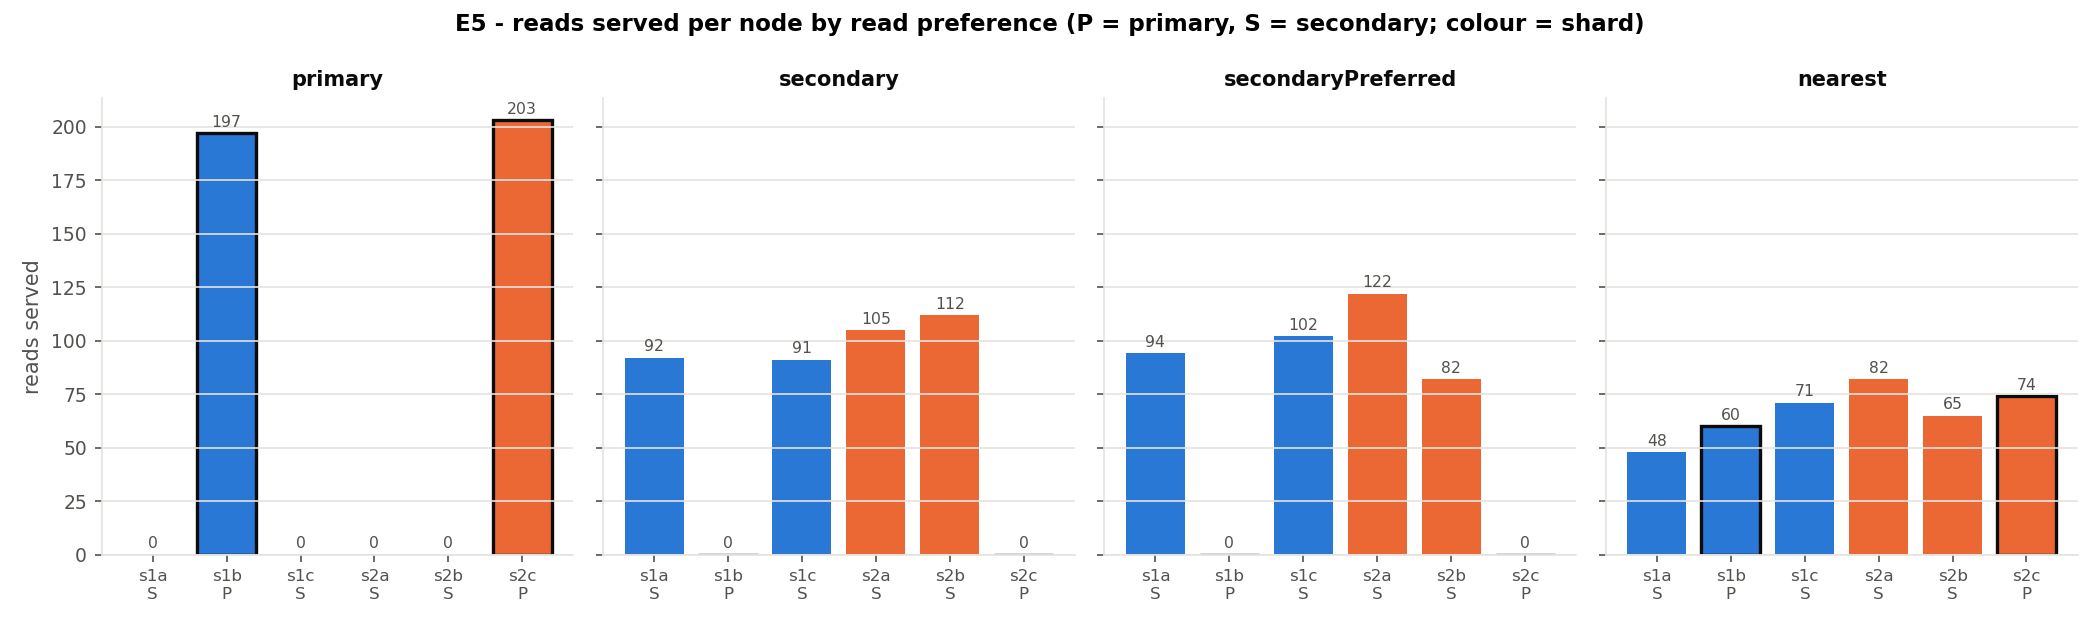 E5 - reads served per node by read preference (P = primary, S = secondary; colour = shard)
primary
secondary
secondaryPreferred
nearest
reads served
200
175
150
125
100
75
50
25
0
0 197 0 0 0 203
s1a s1b s1c s2a s2b s2c
S P S S S P
92 0 91 105 112 0
s1a s1b s1c s2a s2b s2c
S P S S S P
94 0 102 122 82 0
s1a s1b s1c s2a s2b s2c
S P S S S P
48 60 71 82 65 74
s1a s1b s1c s2a s2b s2c
S P S S S P